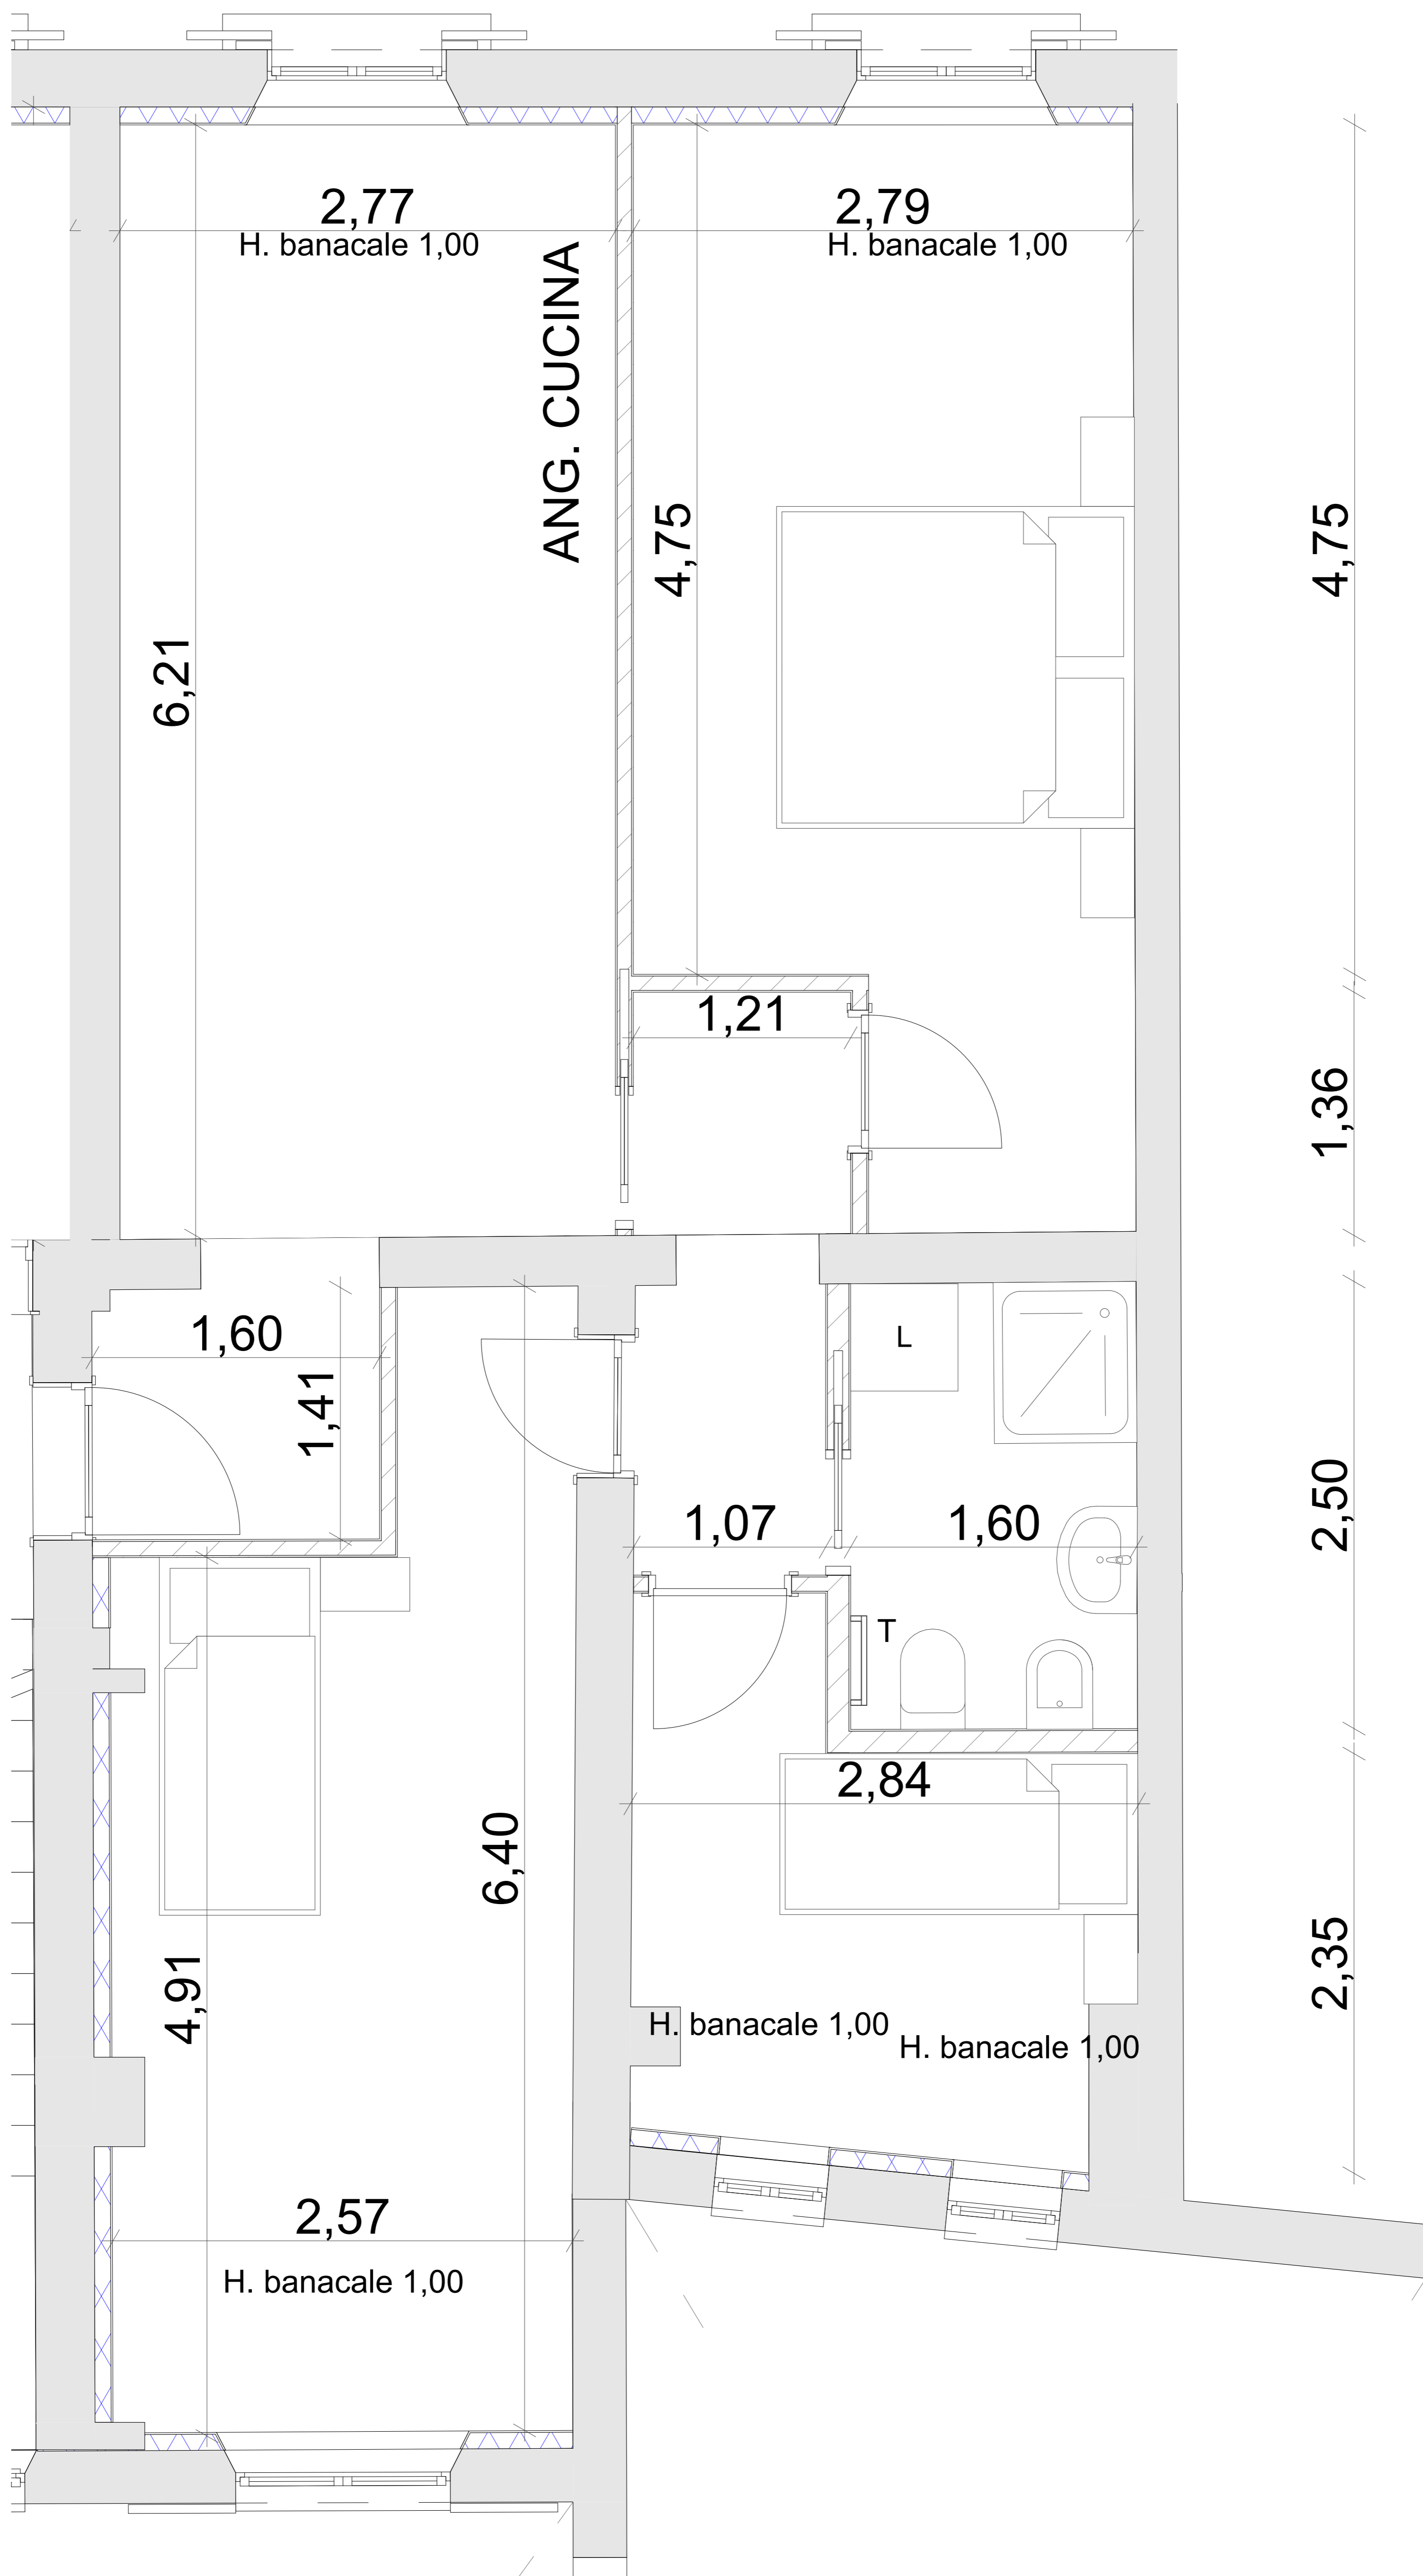 2,77
2,79
H. banacale 1,00
H. banacale 1,00
ANG. CUCINA
4,75
4,75
6,21
1,21
1,36
1,60
L
1,41
1,07
1,60
2,50
T
2,84
6,40
4,91
2,35
H. banacale 1,00
H. banacale 1,00
2,57
H. banacale 1,00